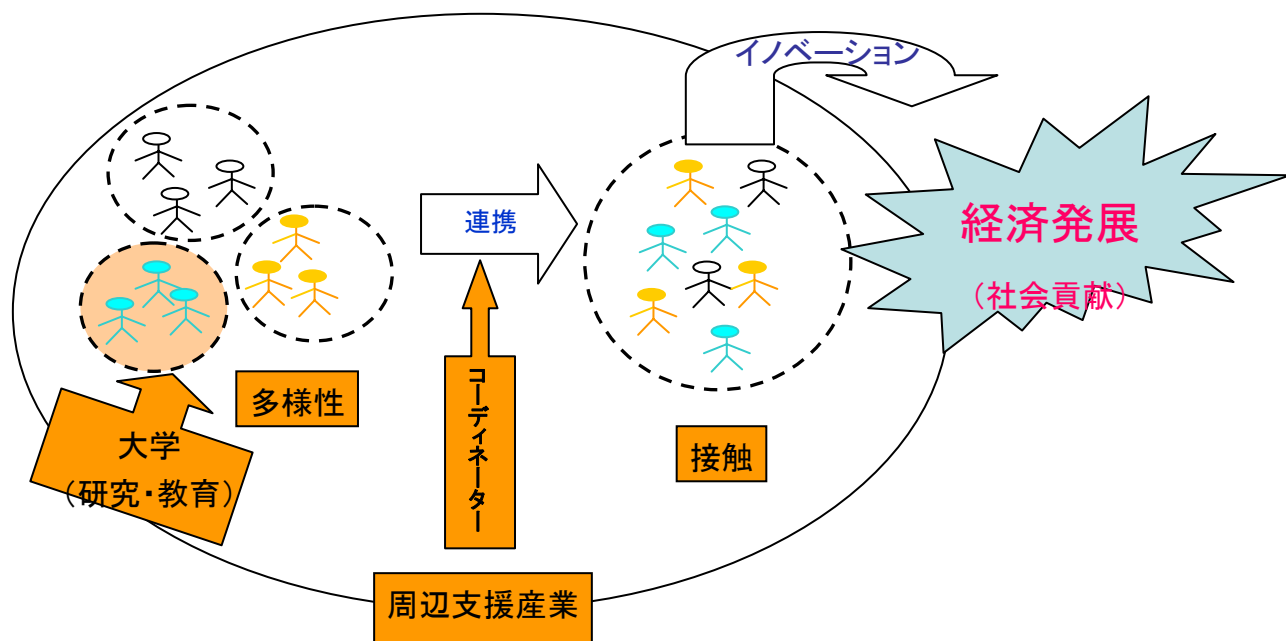 イノベーション
連携
経済発展
(社会貢献)
多様性
大学
(研究・教育)
コーディネーター
接触
周辺支援産業